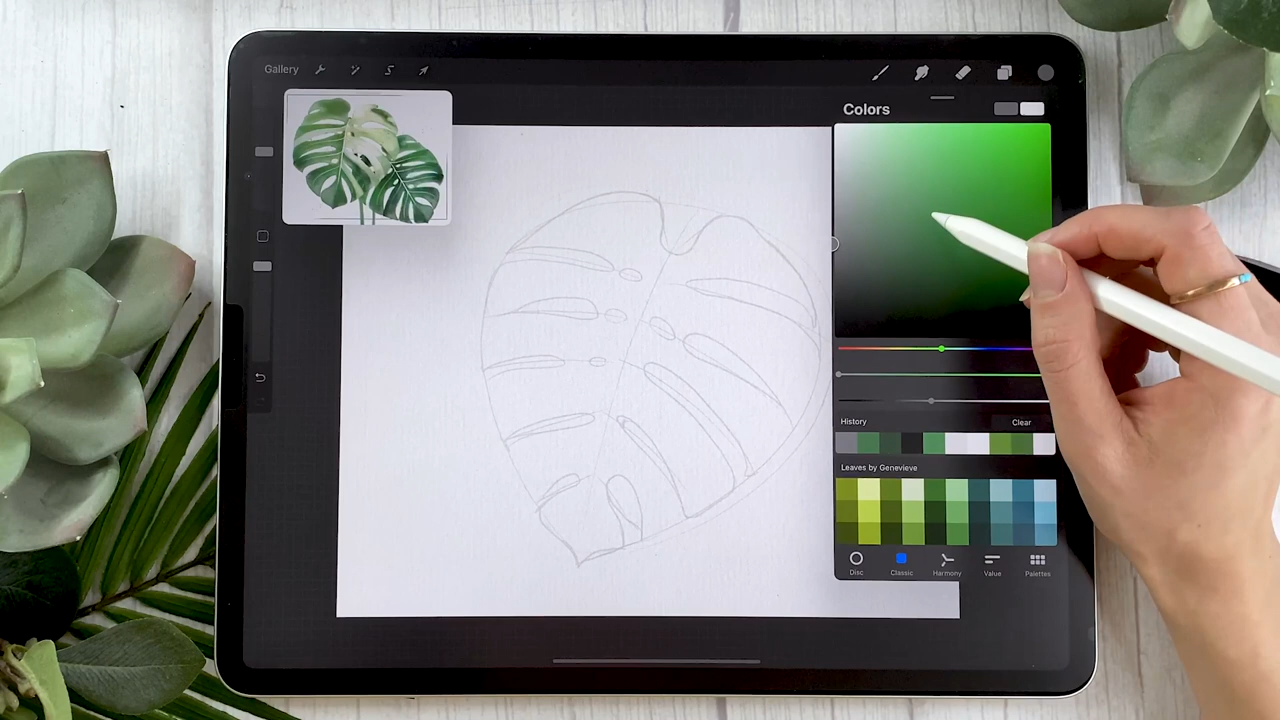 Gallery
Colors
History
Clear
Leaves by Genevieve
Disc
Classic
Harmony
Value
Palettes